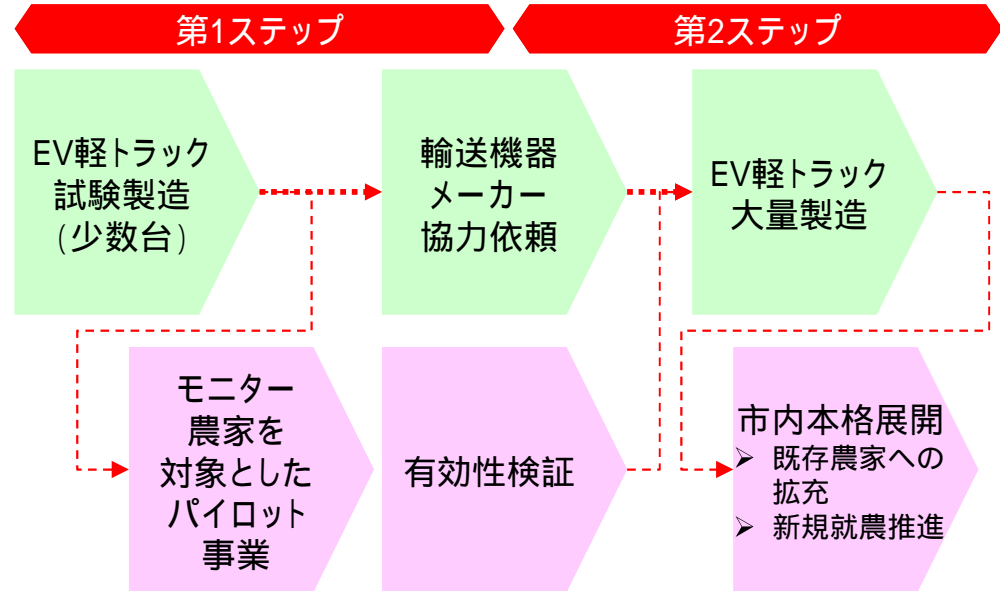 第1ステップ
第2ステップ
EV軽トラック
試験製造
(少数台)
輸送機器
メーカー
協力依頼
EV軽トラック
大量製造
モニター
農家を
対象とした
パイロット
事業
有効性検証
市内本格展開
➢ 既存農家への
拡充
➢ 新規就農推進